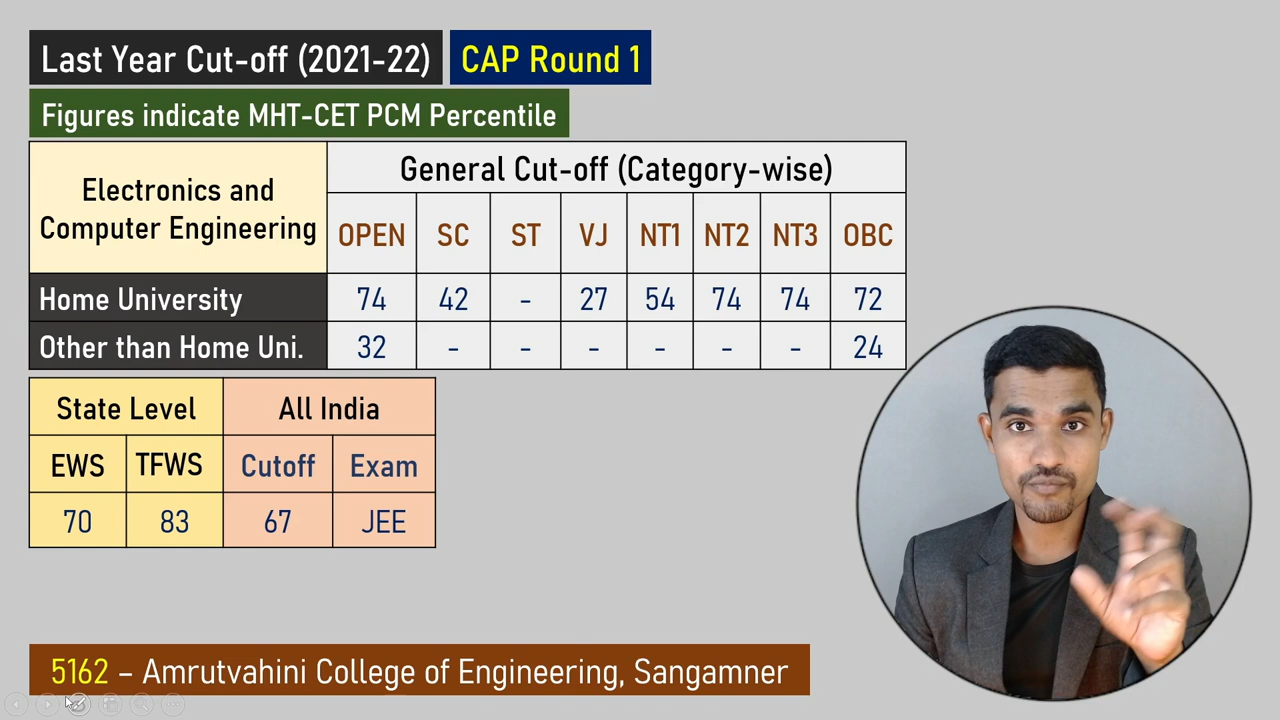 Last Year Cut-off (2021-22) CAP Round 1
Figures indicate MHT-CET PCM Percentile
Electronics and
Computer Engineering
General Cut-off (Category-wise)
OPEN SC ST VJ NT1 NT2 NT3 OBC
Home University 74 42 - 27 54 74 74 72
Other than Home Uni. 32 - - - - - - 24
State Level All India
EWS TFWS Cutoff Exam
70 83 67 JEE
5162 – Amrutvahini College of Engineering, Sangamner